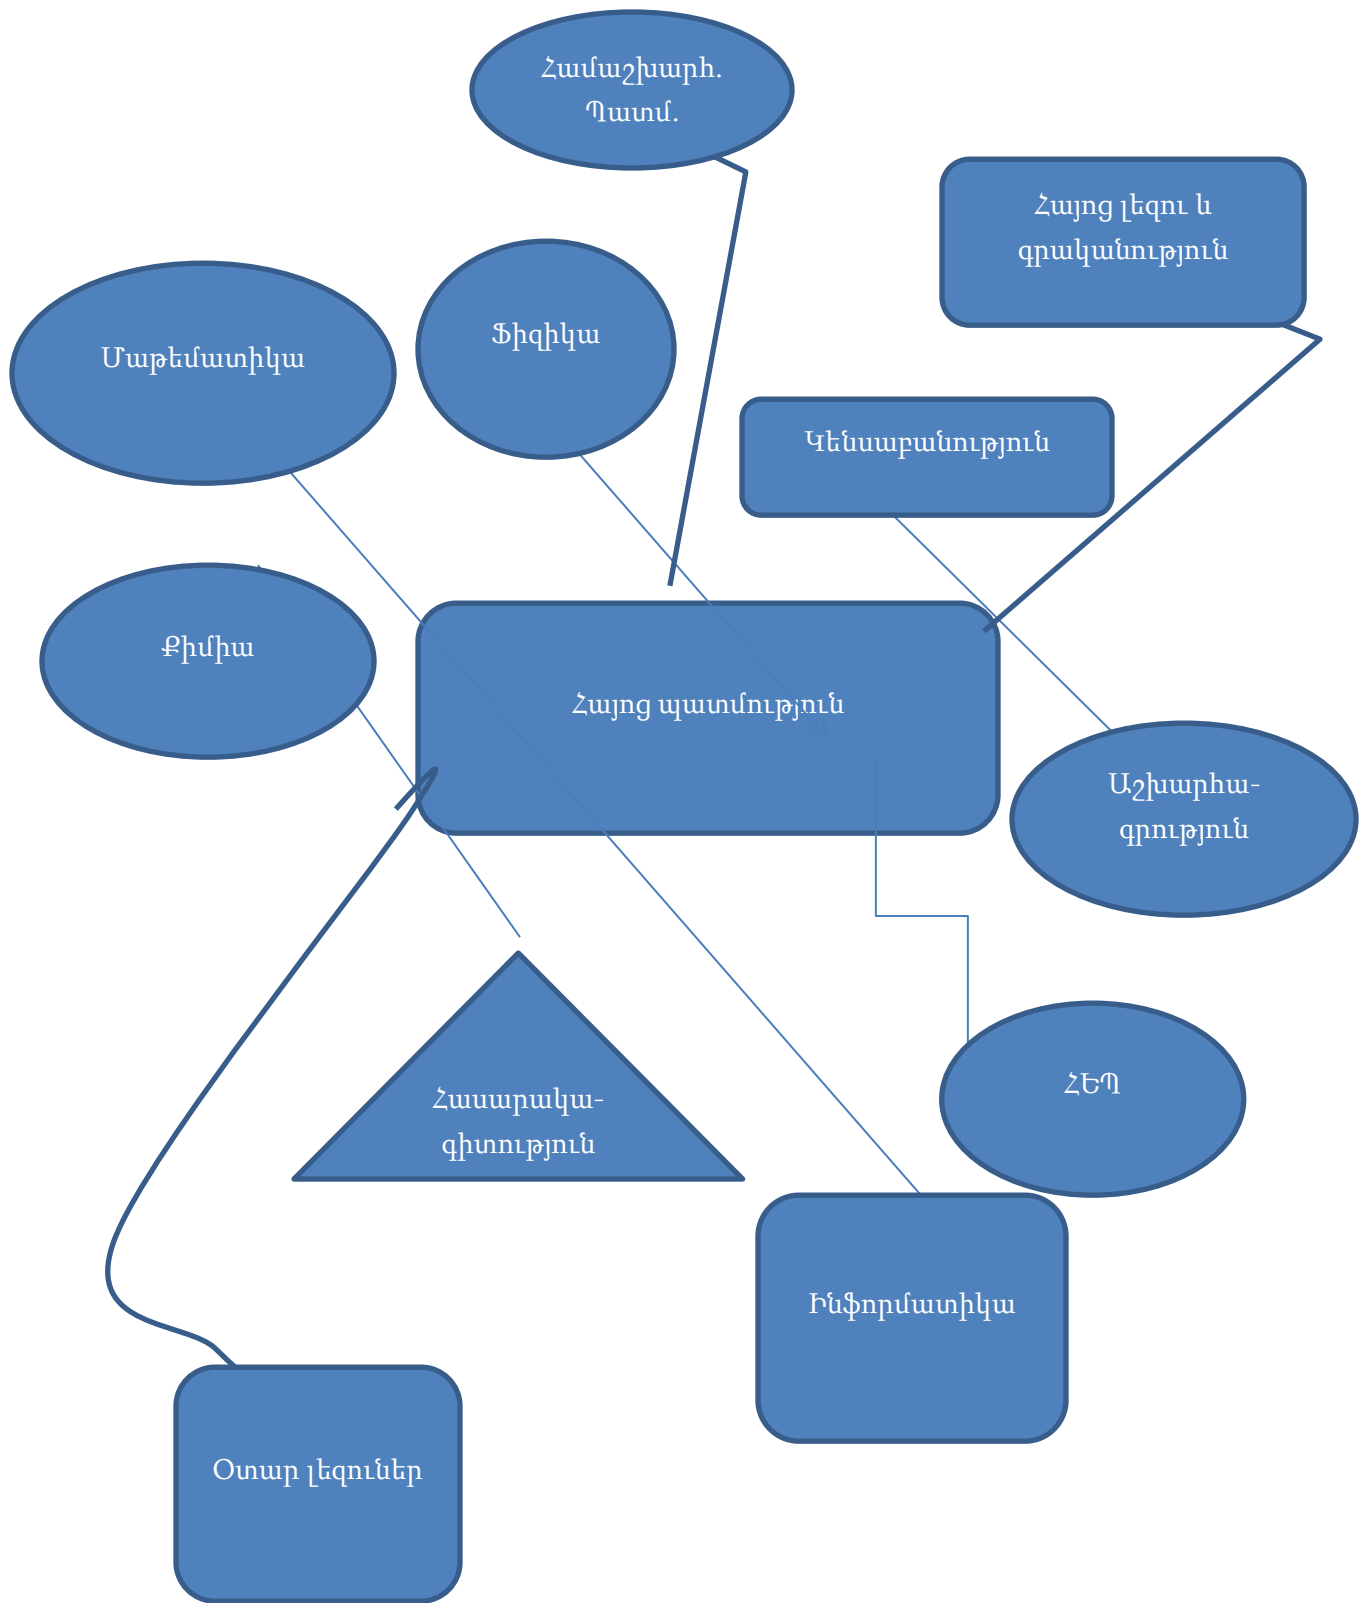 Համաշխարհ.
Պատմ.
Հայոց լեզու և
գրականություն
Մաթեմատիկա
Ֆիզիկա
Կենսաբանություն
Քիմիա
Հայոց պատմություն
Աշխարհա-
գրություն
ՀԵՊ
Հասարակա-
գիտություն
Ինֆորմատիկա
Օտար լեզուներ